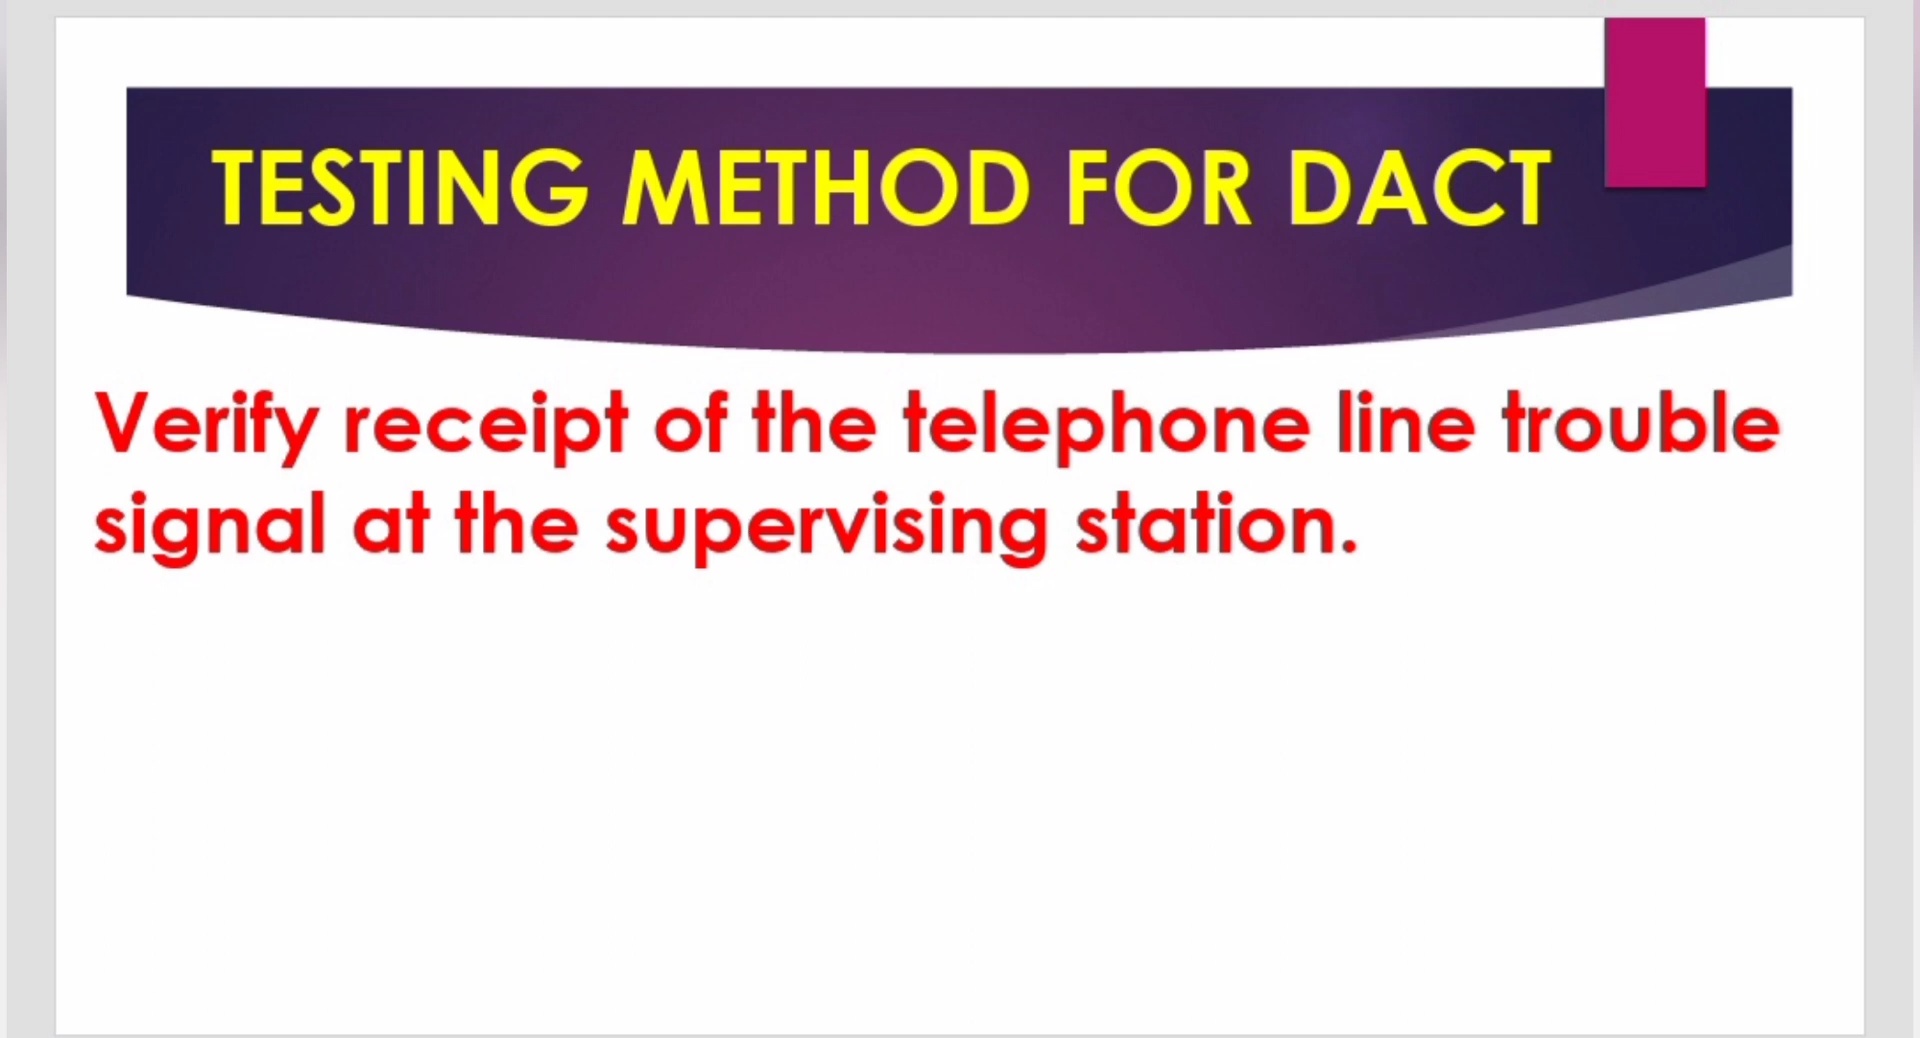 TESTING METHOD FOR DACT
Verify receipt of the telephone line trouble
signal at the supervising station.